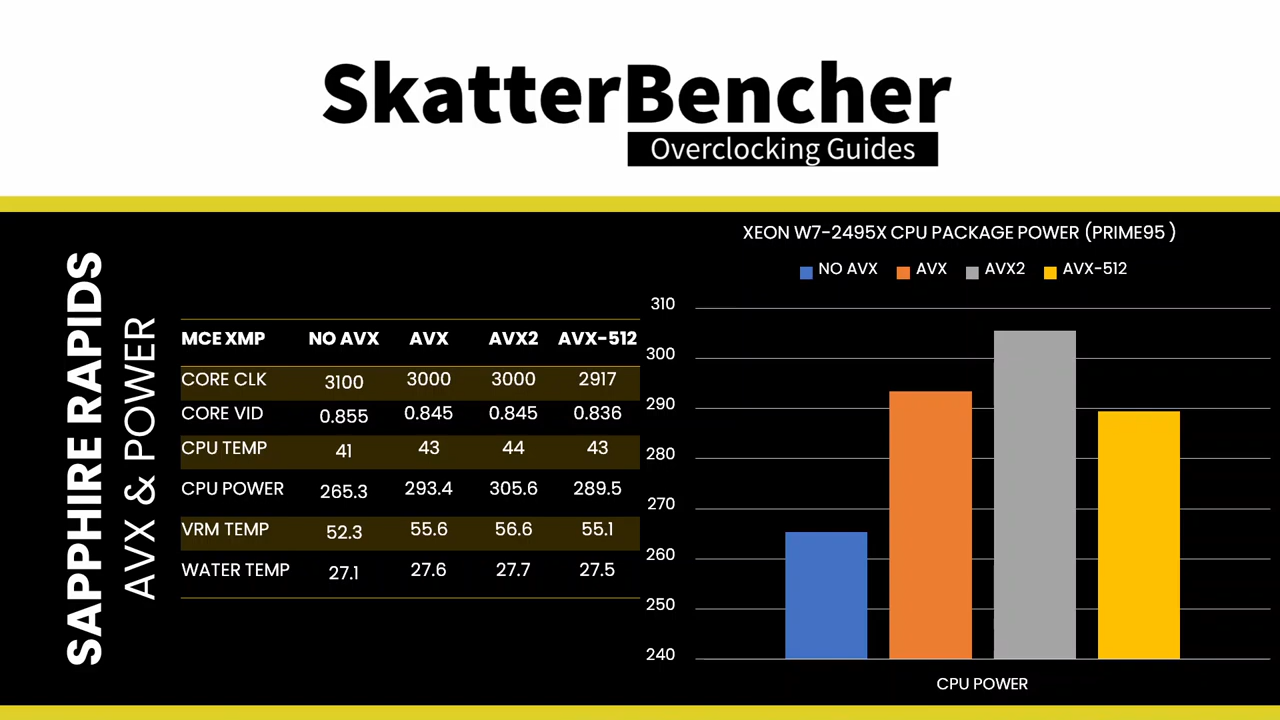 SkatterBencher
Overclocking Guides
SAPPHIRE RAPIDS
AVX & POWER
MCE XMP NO AVX AVX AVX2 AVX-512
CORE CLK 3100 3000 3000 2917
CORE VID 0.855 0.845 0.845 0.836
CPU TEMP 41 43 44 43
CPU POWER 265.3 293.4 305.6 289.5
VRM TEMP 52.3 55.6 56.6 55.1
WATER TEMP 27.1 27.6 27.7 27.5
XEON W7-2495X CPU PACKAGE POWER (PRIME95 )
NO AVX AVX AVX2 AVX-512
310
300
290
280
270
260
250
240
CPU POWER